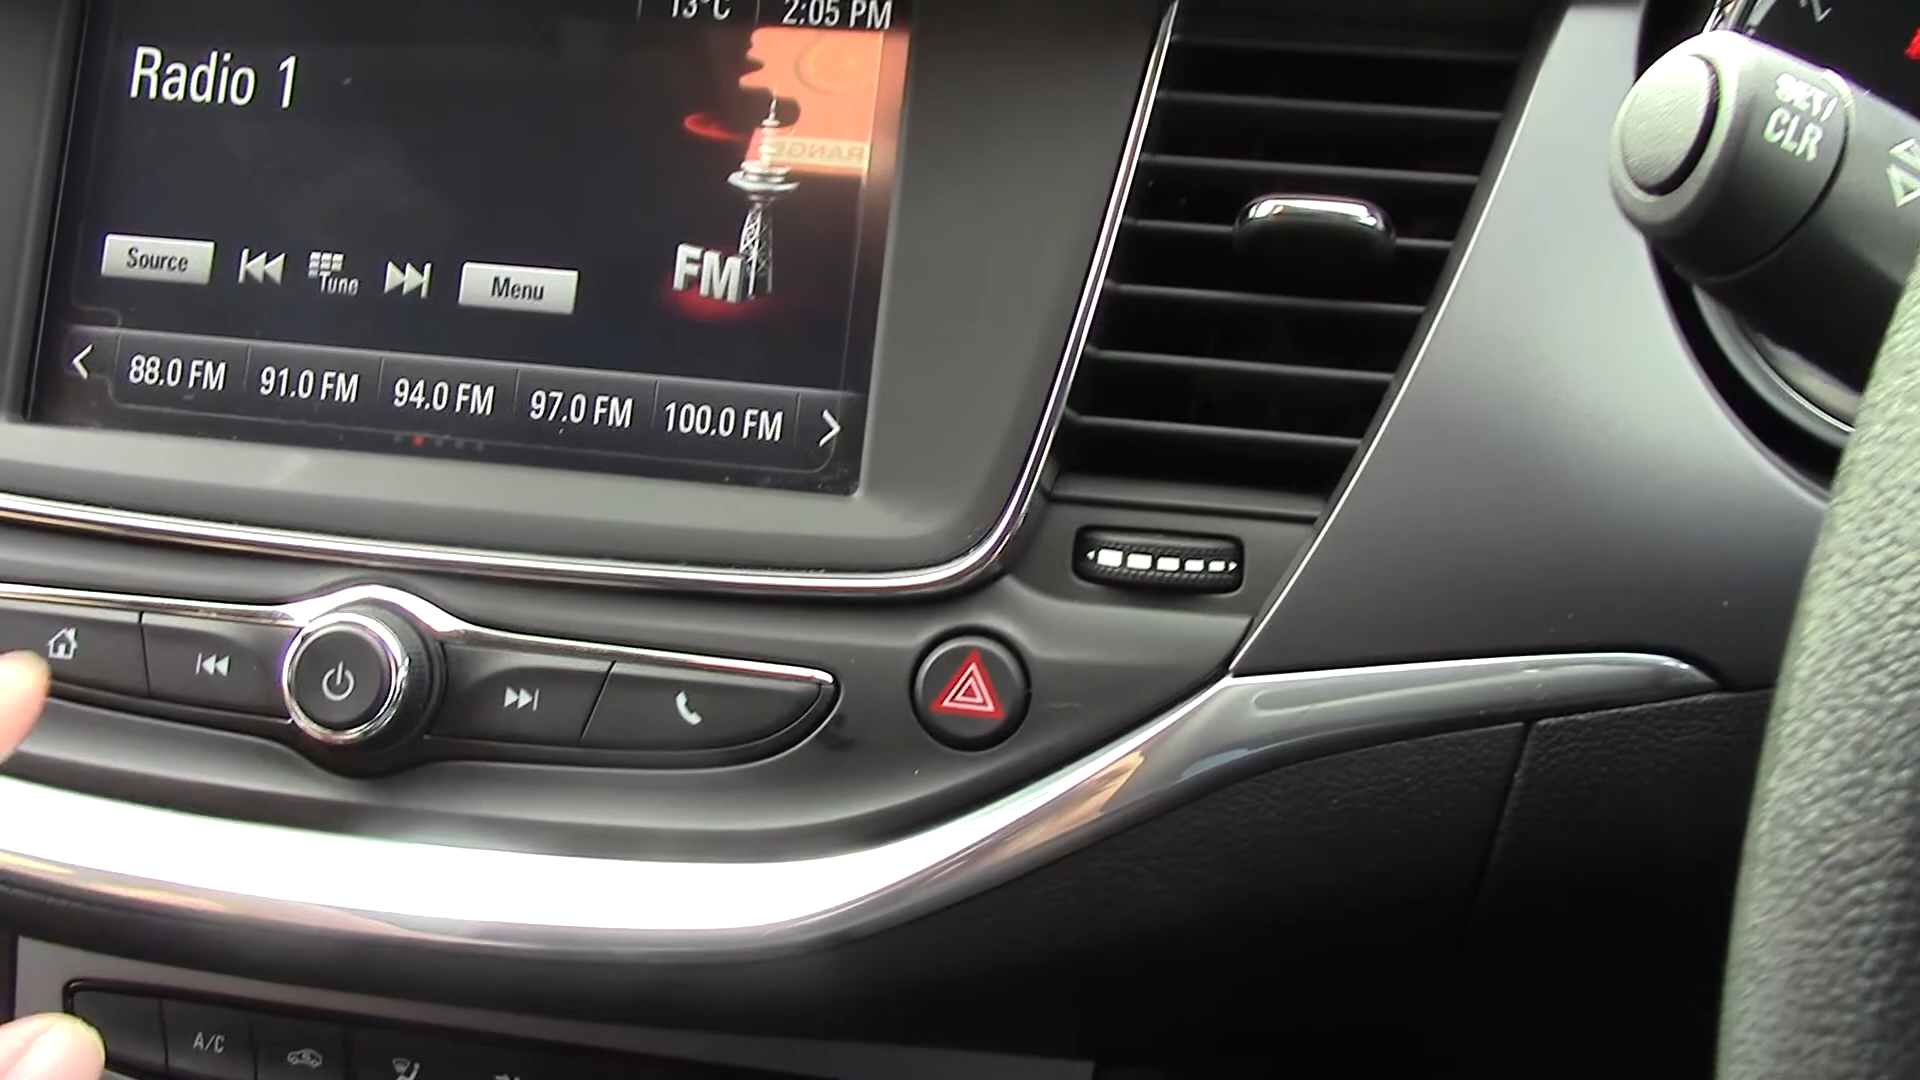 13°C 2:05 PM
Radio 1
RANGE
Source Tune Menu
FM
88.0 FM 91.0 FM 94.0 FM 97.0 FM 100.0 FM
SET/
CLR
A/C